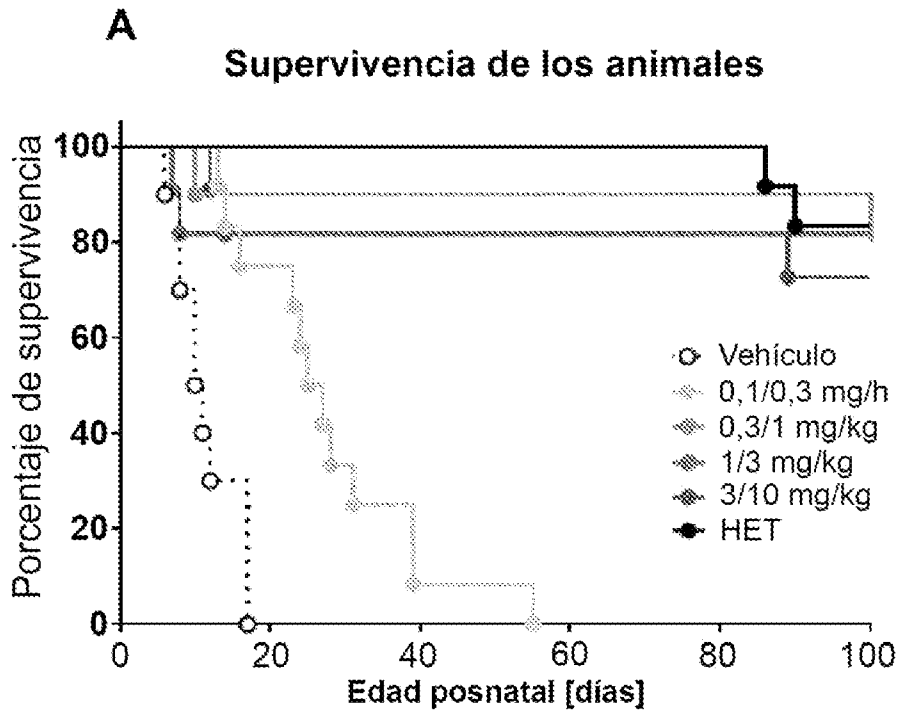 A
Supervivencia de los animales
Porcentaje de supervivencia
100
80
60
40
20
0
0 20 40 60 80 100
Edad posnatal [días]
Vehículo
0,1/0,3 mg/h
0,3/1 mg/kg
1/3 mg/kg
3/10 mg/kg
HET